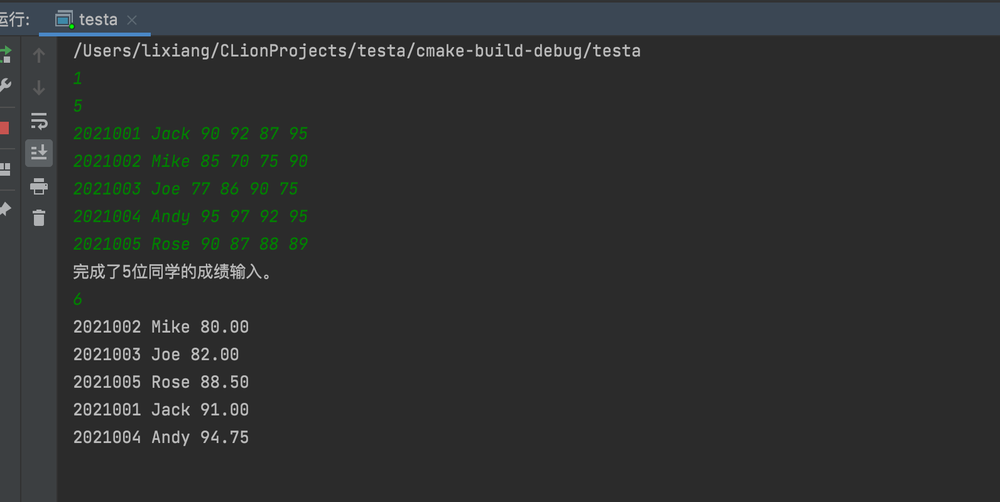 运行:
testa
/Users/lixiang/CLionProjects/testa/cmake-build-debug/testa
1
5
2021001 Jack 90 92 87 95
2021002 Mike 85 70 75 90
2021003 Joe 77 86 90 75
2021004 Andy 95 97 92 95
2021005 Rose 90 87 88 89
完成了5位同学的成绩输入。
6
2021002 Mike 80.00
2021003 Joe 82.00
2021005 Rose 88.50
2021001 Jack 91.00
2021004 Andy 94.75